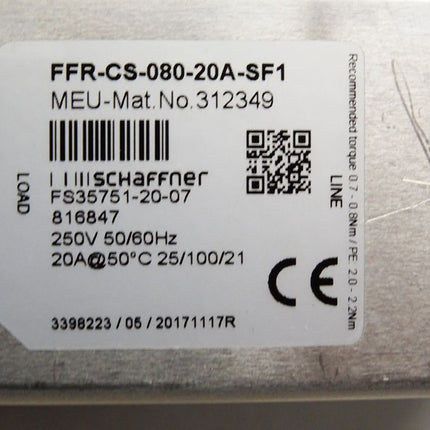 FFR-CS-080-20A-SF1
MEU-Mat.No.312349
SCHAFFNER
FS35751-20-07
816847
250V 50/60Hz
20A@50°C 25/100/21
CE
3398223 / 05 / 20171117R
LOAD
LINE
Recommended torque 0.7 - 0.8Nm / PE 2.0 - 2.2Nm